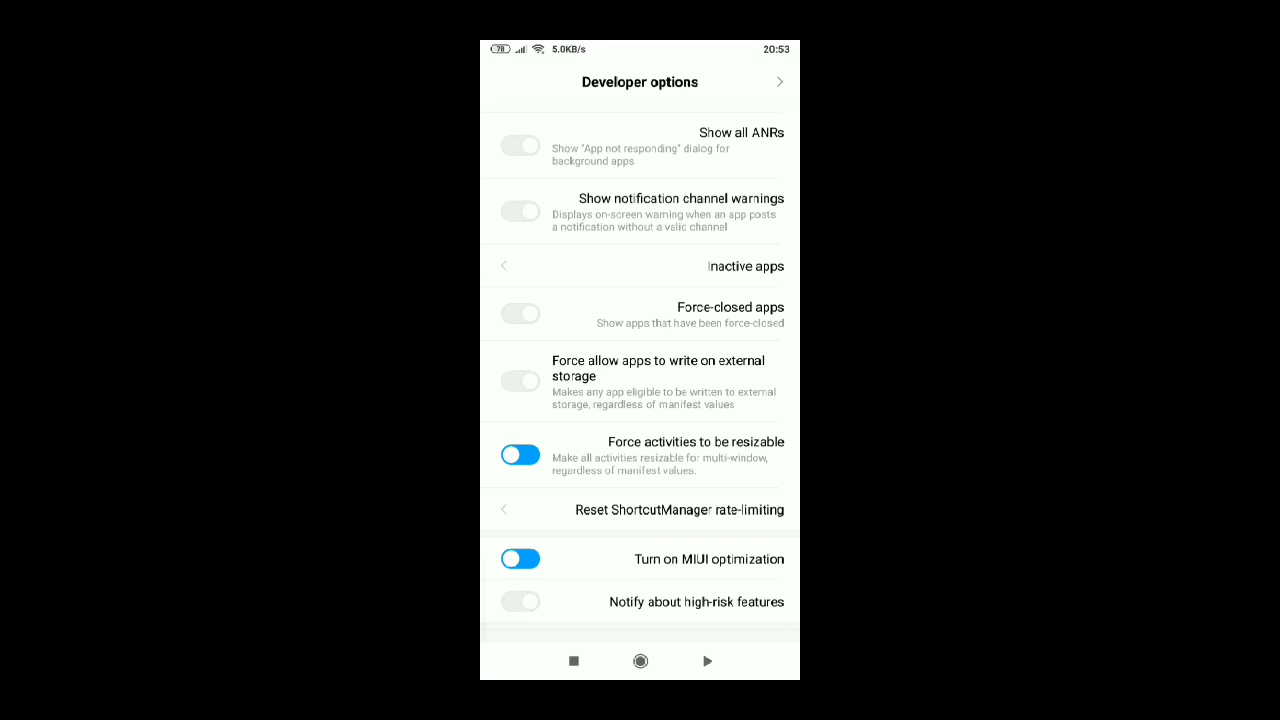 78 5.0KB/s 20:53
Developer options
Show all ANRs
Show "App not responding" dialog for
background apps
Show notification channel warnings
Displays on-screen warning when an app posts
a notification without a valid channel
Inactive apps
Force-closed apps
Show apps that have been force-closed
Force allow apps to write on external
storage
Makes any app eligible to be written to external
storage, regardless of manifest values
Force activities to be resizable
Make all activities resizable for multi-window,
regardless of manifest values.
Reset ShortcutManager rate-limiting
Turn on MIUI optimization
Notify about high-risk features